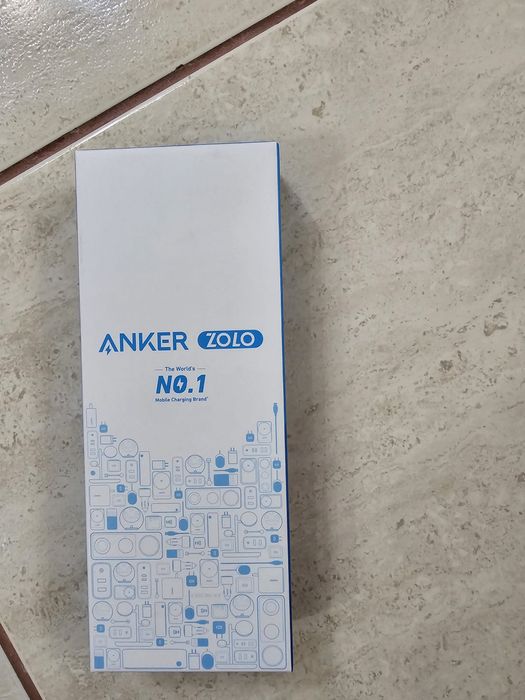 ANKER ZOLO
The World's
NO.1
Mobile Charging Brand*